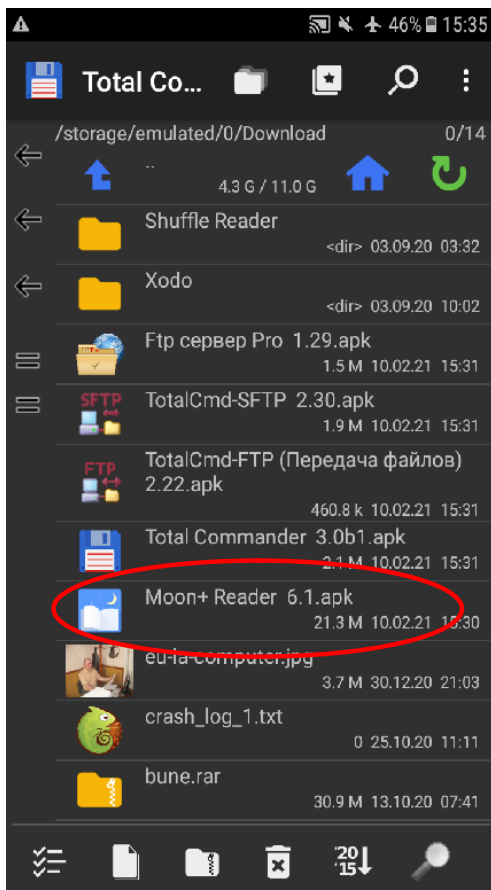 46% 15:35
Total Co...
/storage/emulated/0/Download 0/14
..
4.3 G / 11.0 G
Shuffle Reader
<dir> 03.09.20 03:32
Xodo
<dir> 03.09.20 10:02
Ftp сервер Pro 1.29.apk
1.5 M 10.02.21 15:31
SFTP TotalCmd-SFTP 2.30.apk
1.9 M 10.02.21 15:31
FTP TotalCmd-FTP (Передача файлов)
2.22.apk
460.8 k 10.02.21 15:31
Total Commander 3.0b1.apk
2.1 M 10.02.21 15:31
Moon+ Reader 6.1.apk
21.3 M 10.02.21 15:30
eu-la-computer.jpg
3.7 M 30.12.20 21:03
crash_log_1.txt
0 25.10.20 11:11
bune.rar
30.9 M 13.10.20 07:41
20
15